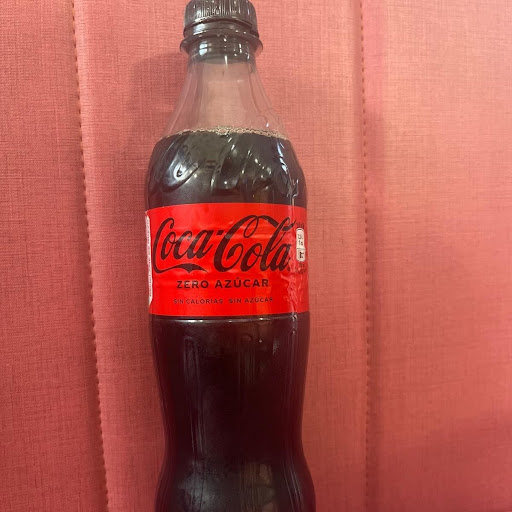 Coca-Cola
ZERO AZÚCAR
SIN CALORÍAS SIN AZÚCAR